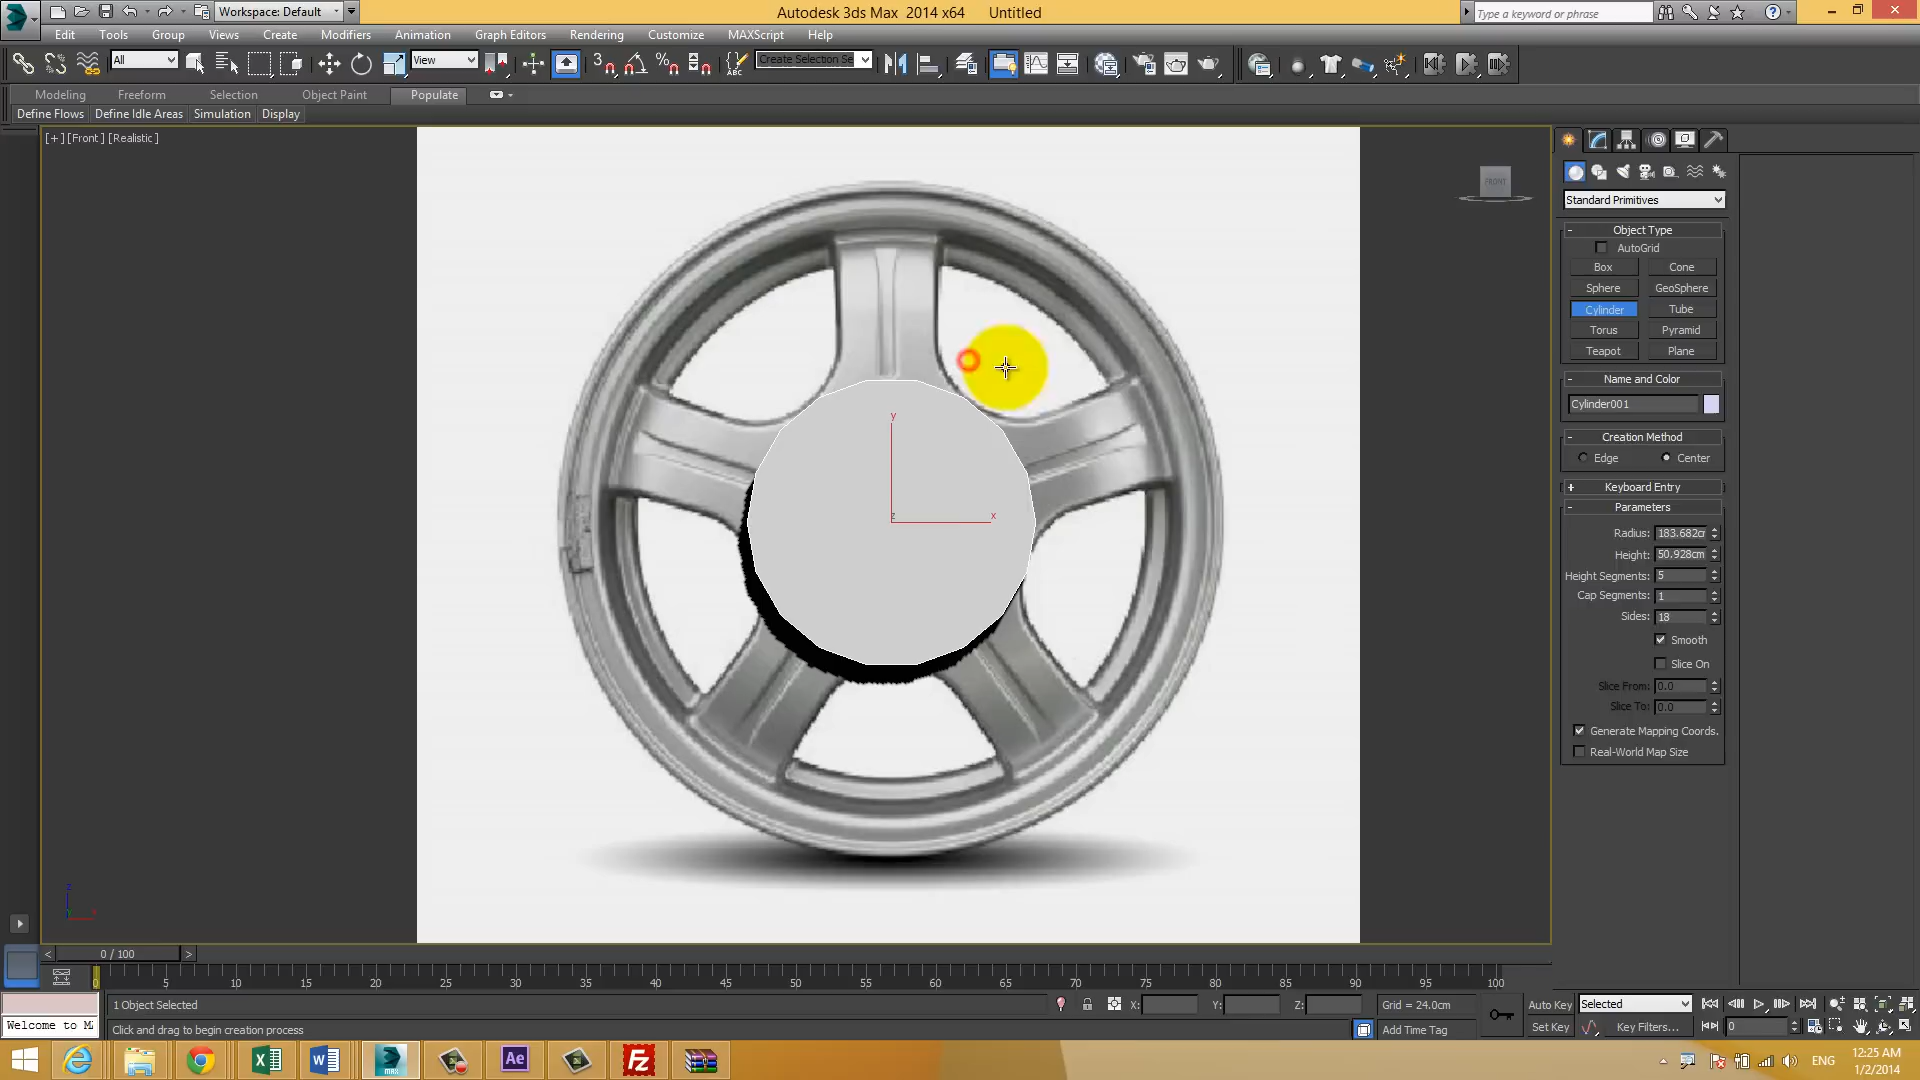 Workspace: Default
Autodesk 3ds Max 2014 x64 Untitled
Type a keyword or phrase
Edit Tools Group Views Create Modifiers Animation Graph Editors Rendering Customize MAXScript Help
All
View
Create Selection Se
Modeling Freeform Selection Object Paint Populate
Define Flows Define Idle Areas Simulation Display
[+] [Front] [Realistic]
FRONT
Standard Primitives
- Object Type
AutoGrid
Box Cone
Sphere GeoSphere
Cylinder Tube
Torus Pyramid
Teapot Plane
- Name and Color
Cylinder001
- Creation Method
Edge Center
+ Keyboard Entry
- Parameters
Radius: 183.682cr
Height: 50.928cm
Height Segments: 5
Cap Segments: 1
Sides: 18
Smooth
Slice On
Slice From: 0.0
Slice To: 0.0
Generate Mapping Coords.
Real-World Map Size
y
z
x
z
< 0 / 100 >
0 5 10 15 20 25 30 35 40 45 50 55 60 65 70 75 80 85 90 95 100
1 Object Selected
X: Y: Z: Grid = 24.0cm
Auto Key Selected
Welcome to M
Click and drag to begin creation process
Add Time Tag
Set Key Key Filters... 0
ENG
12:25 AM
1/2/2014